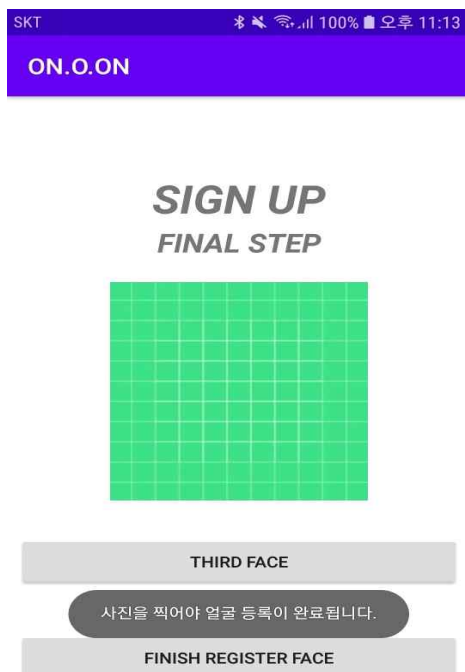 SKT 100% 오후 11:13
ON.O.ON
SIGN UP
FINAL STEP
THIRD FACE
사진을 찍어야 얼굴 등록이 완료됩니다.
FINISH REGISTER FACE